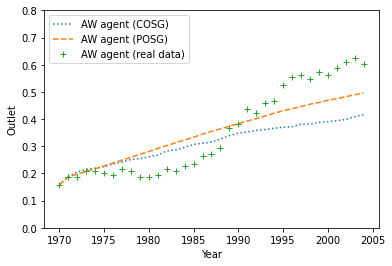 AW agent (COSG)
AW agent (POSG)
AW agent (real data)
Outlet
0.8
0.7
0.6
0.5
0.4
0.3
0.2
0.1
0.0
1970 1975 1980 1985 1990 1995 2000 2005
Year